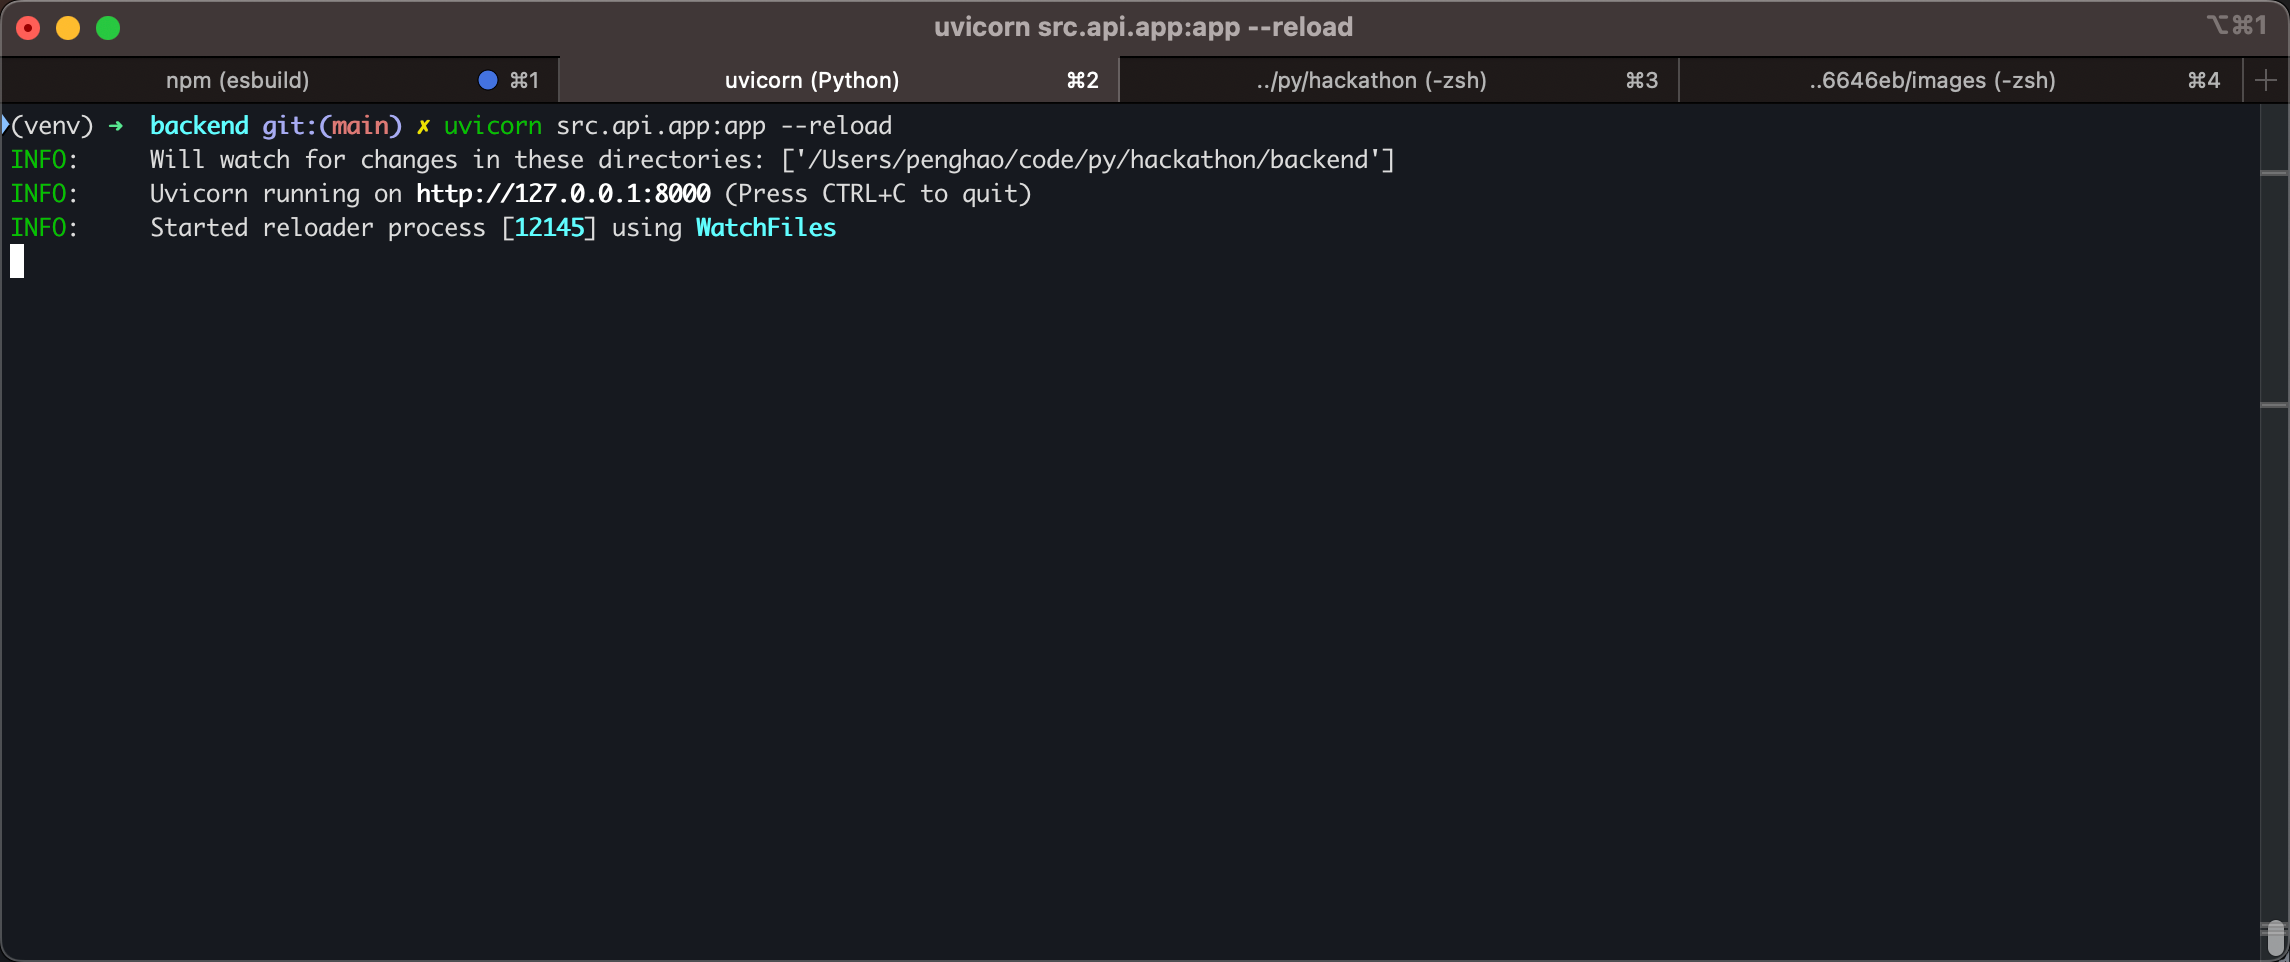 uvicorn src.api.app:app --reload
⌥⌘1
npm (esbuild) ⌘1
uvicorn (Python) ⌘2
../py/hackathon (-zsh) ⌘3
..6646eb/images (-zsh) ⌘4
(venv) ➜ backend git:(main) ✗ uvicorn src.api.app:app --reload
INFO: Will watch for changes in these directories: ['/Users/penghao/code/py/hackathon/backend']
INFO: Uvicorn running on http://127.0.0.1:8000 (Press CTRL+C to quit)
INFO: Started reloader process [12145] using WatchFiles